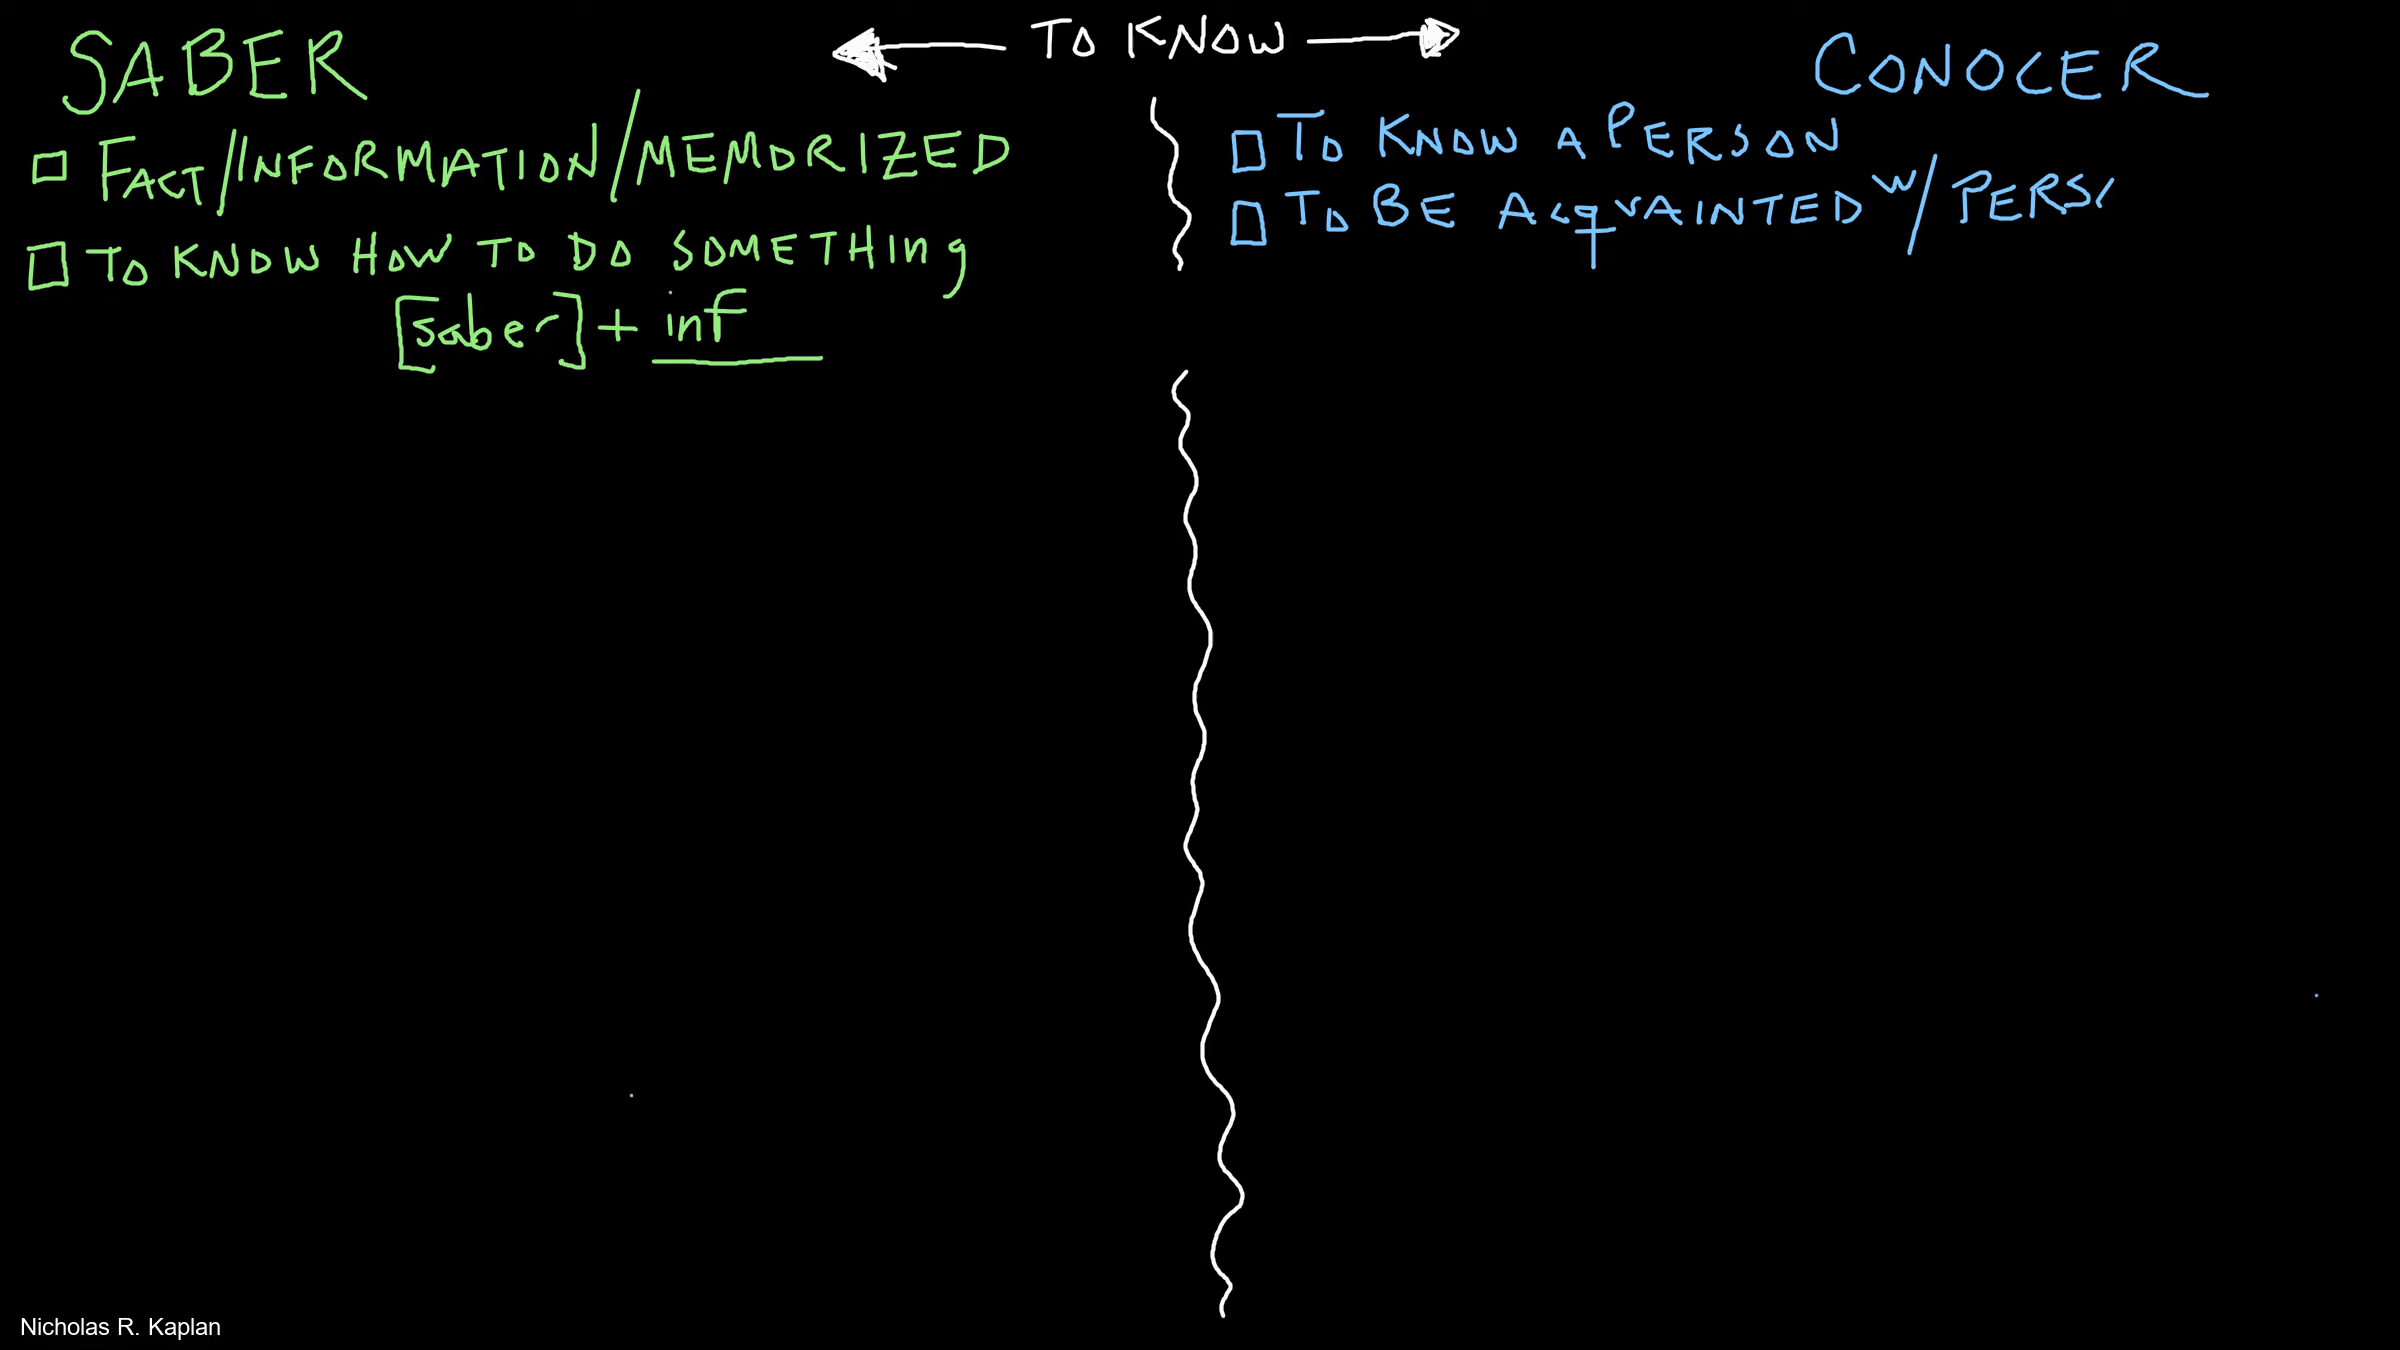 TO KNOW
SABER
FACT/INFORMATION/MEMORIZED
TO KNOW HOW TO DO SOMETHING
[saber] + inf
CONOCER
TO KNOW A PERSON
TO BE ACQUAINTED W/ PERS
Nicholas R. Kaplan